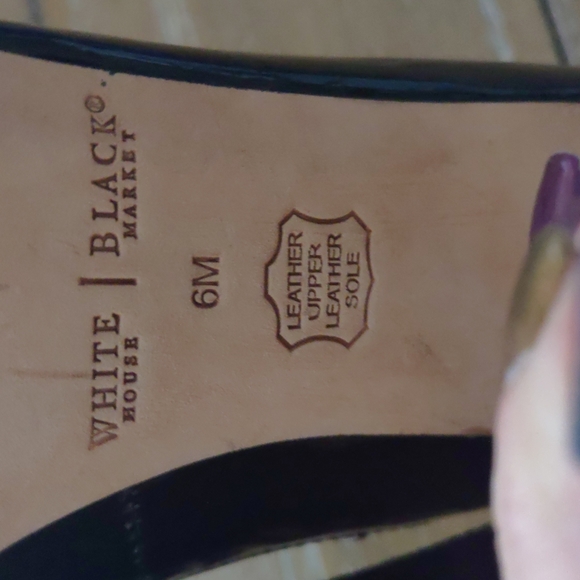 WHITE | BLACK®
HOUSE MARKET
6M
LEATHER
UPPER
LEATHER
SOLE